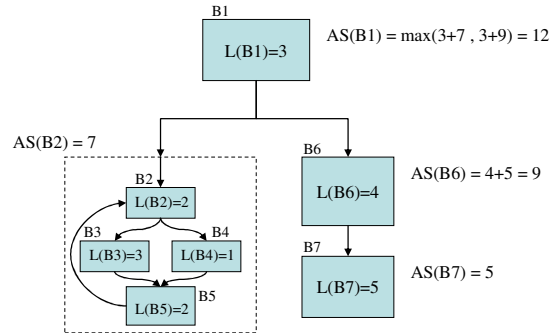 B1
L(B1)=3
AS(B1) = max(3+7 , 3+9) = 12
AS(B2) = 7
B2
L(B2)=2
B3
L(B3)=3
B4
L(B4)=1
L(B5)=2
B5
B6
L(B6)=4
AS(B6) = 4+5 = 9
B7
L(B7)=5
AS(B7) = 5